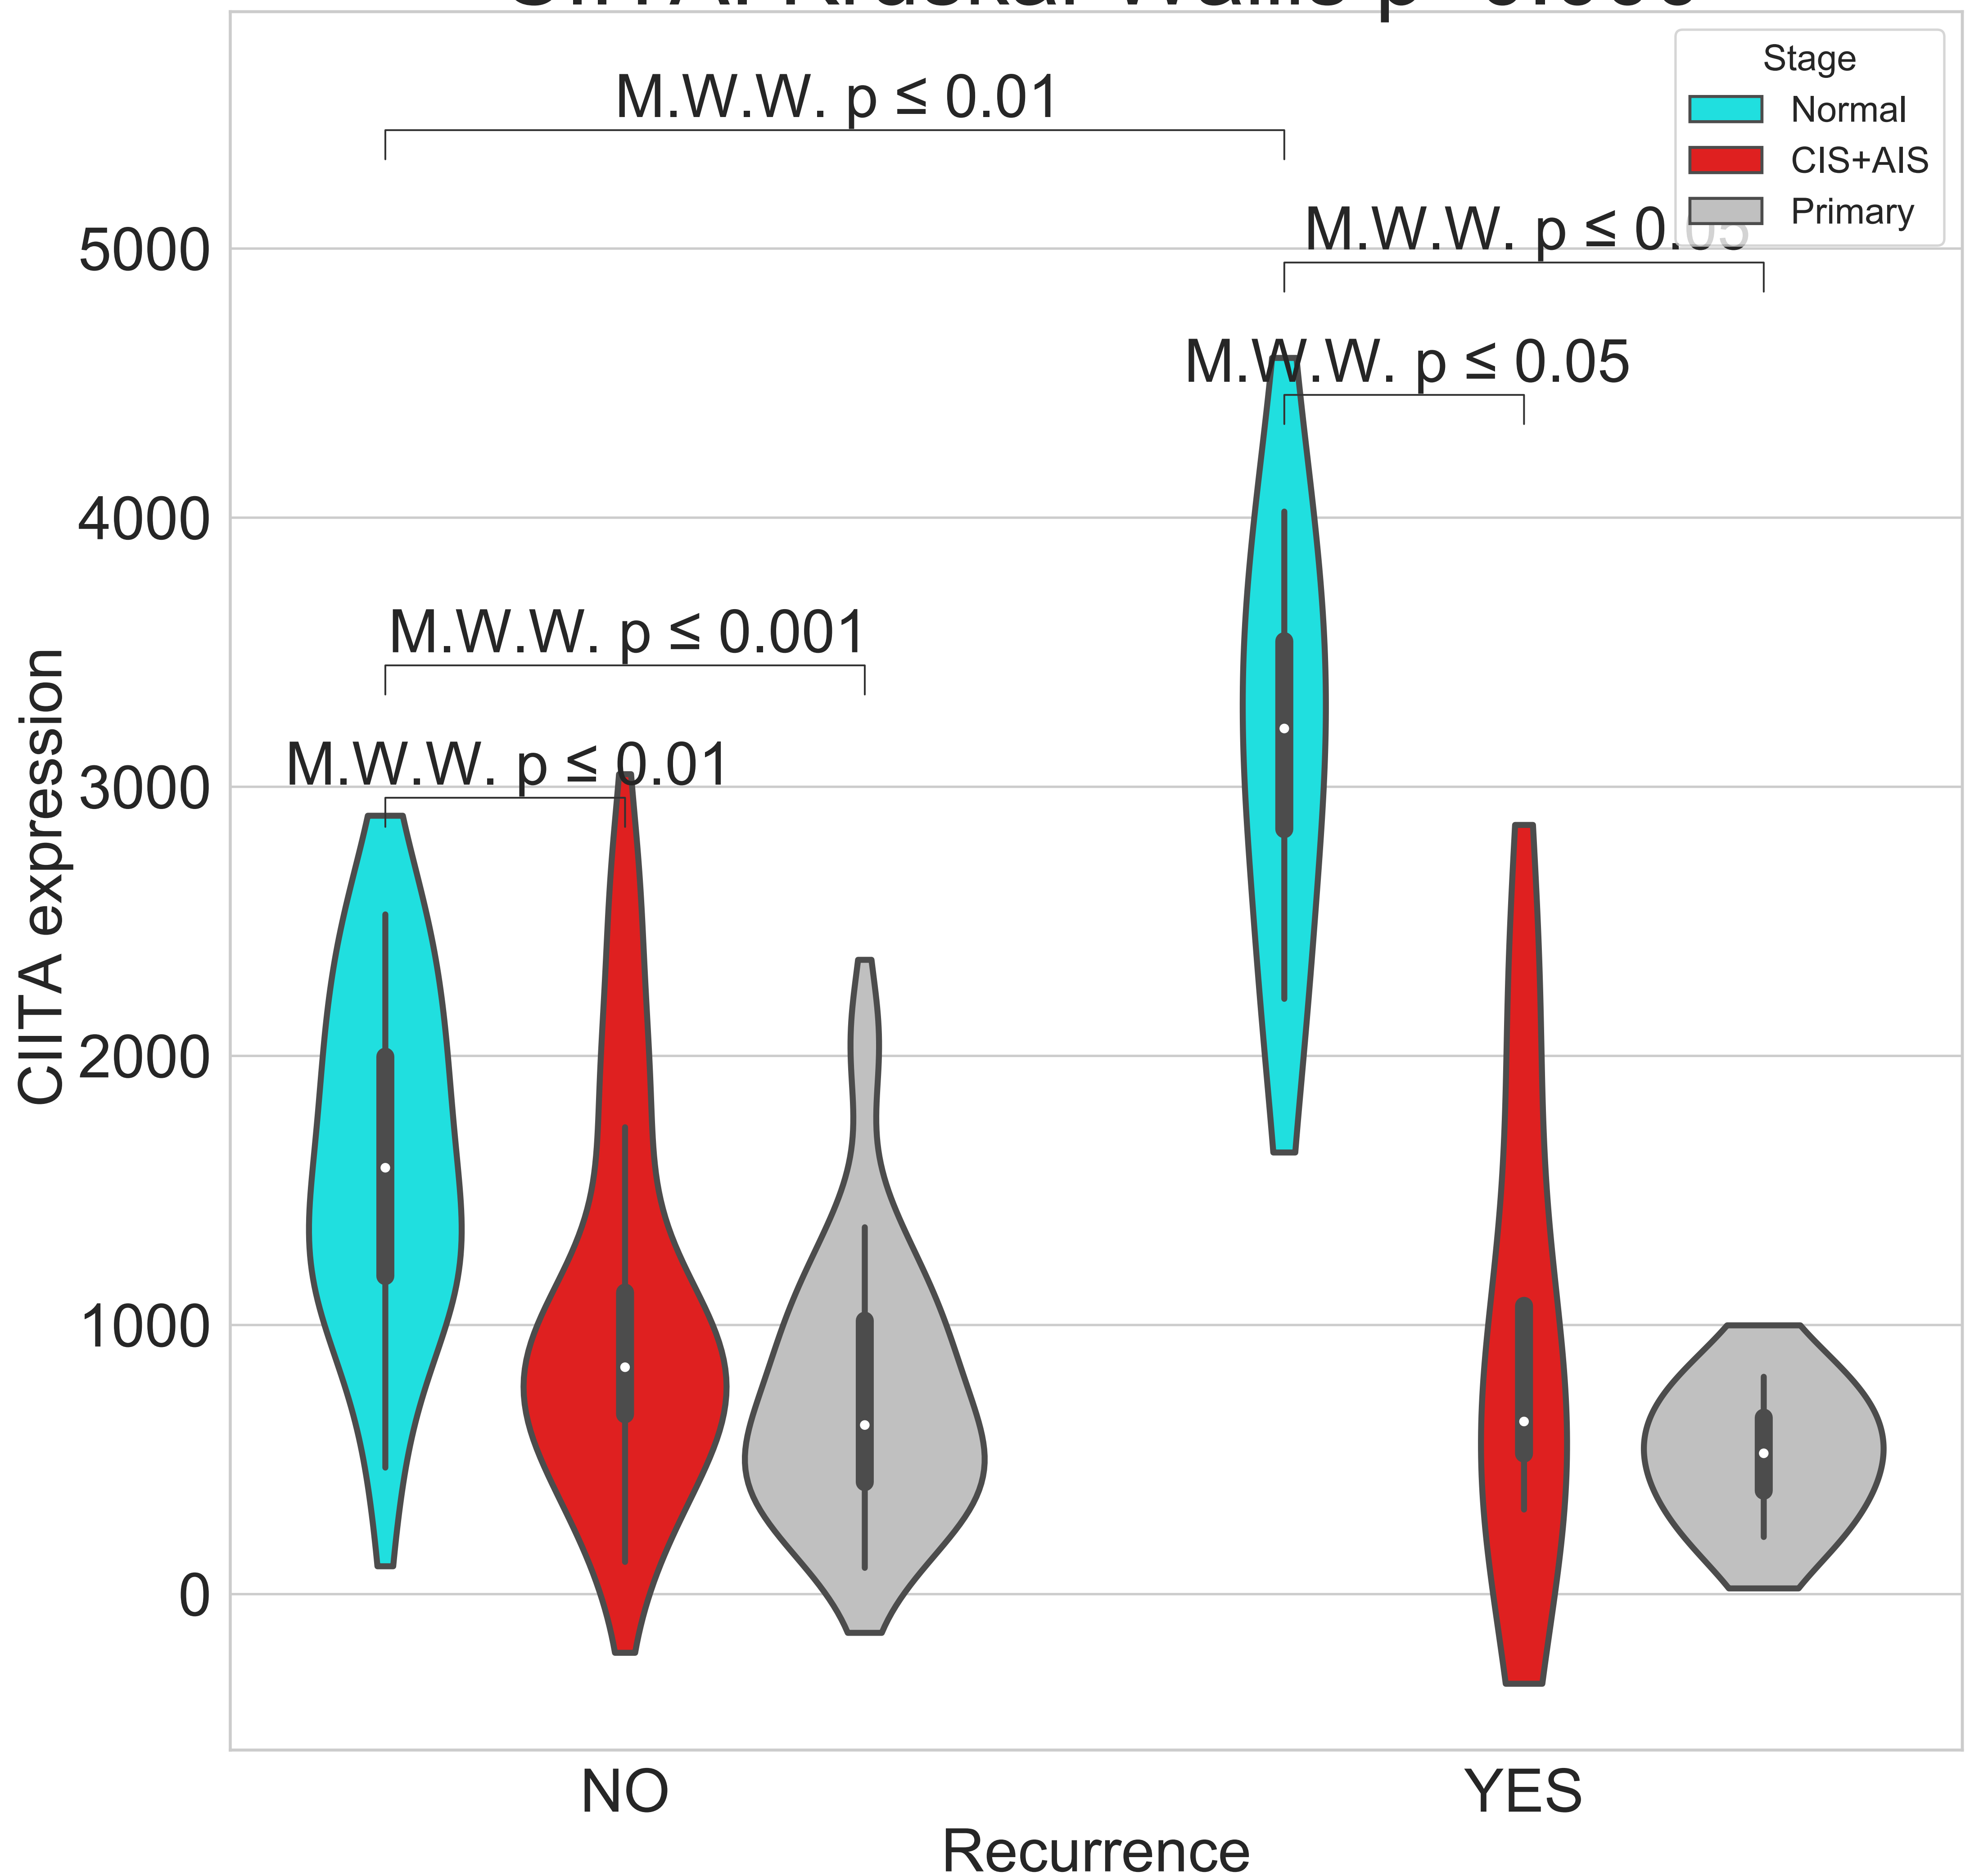 Stage
Normal
CIS+AIS
Primary
M.W.W. p ≤ 0.01
M.W.W. p ≤ 0.05
M.W.W. p ≤ 0.05
M.W.W. p ≤ 0.001
M.W.W. p ≤ 0.01
5000
4000
3000
2000
1000
0
CIITA expression
NO
YES
Recurrence